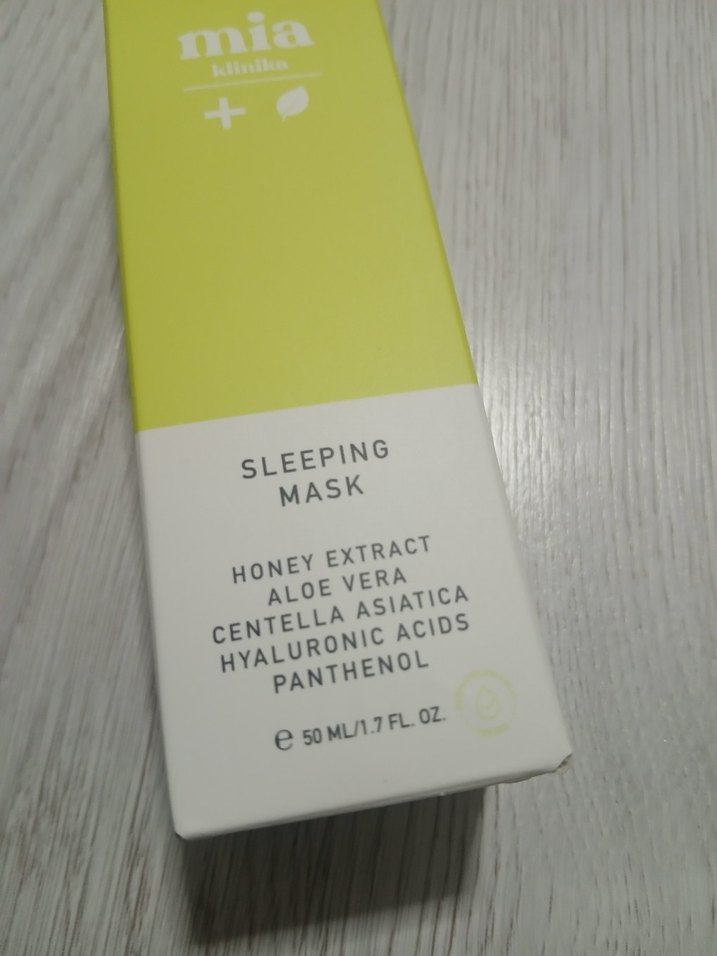 mia
klinika
SLEEPING
MASK
HONEY EXTRACT
ALOE VERA
CENTELLA ASIATICA
HYALURONIC ACIDS
PANTHENOL
℮ 50 ML/1.7 FL. OZ.